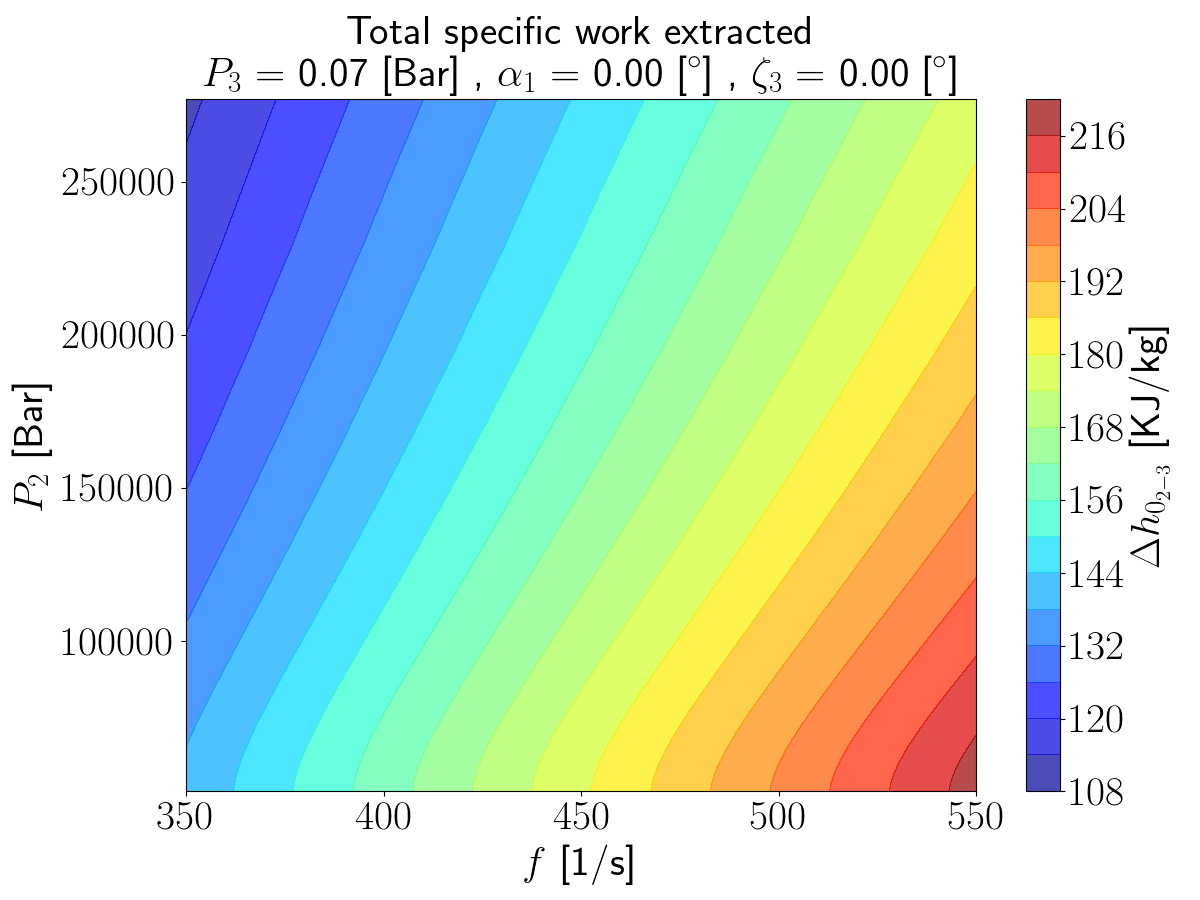 Total specific work extracted
P₃ = 0.07 [Bar] , α₁ = 0.00 [°] , ζ₃ = 0.00 [°]
250000
200000
150000
100000
P₂ [Bar]
350 400 450 500 550
f [1/s]
216
204
192
180
168
156
144
132
120
108
Δh₀₂₋₃ [KJ/kg]